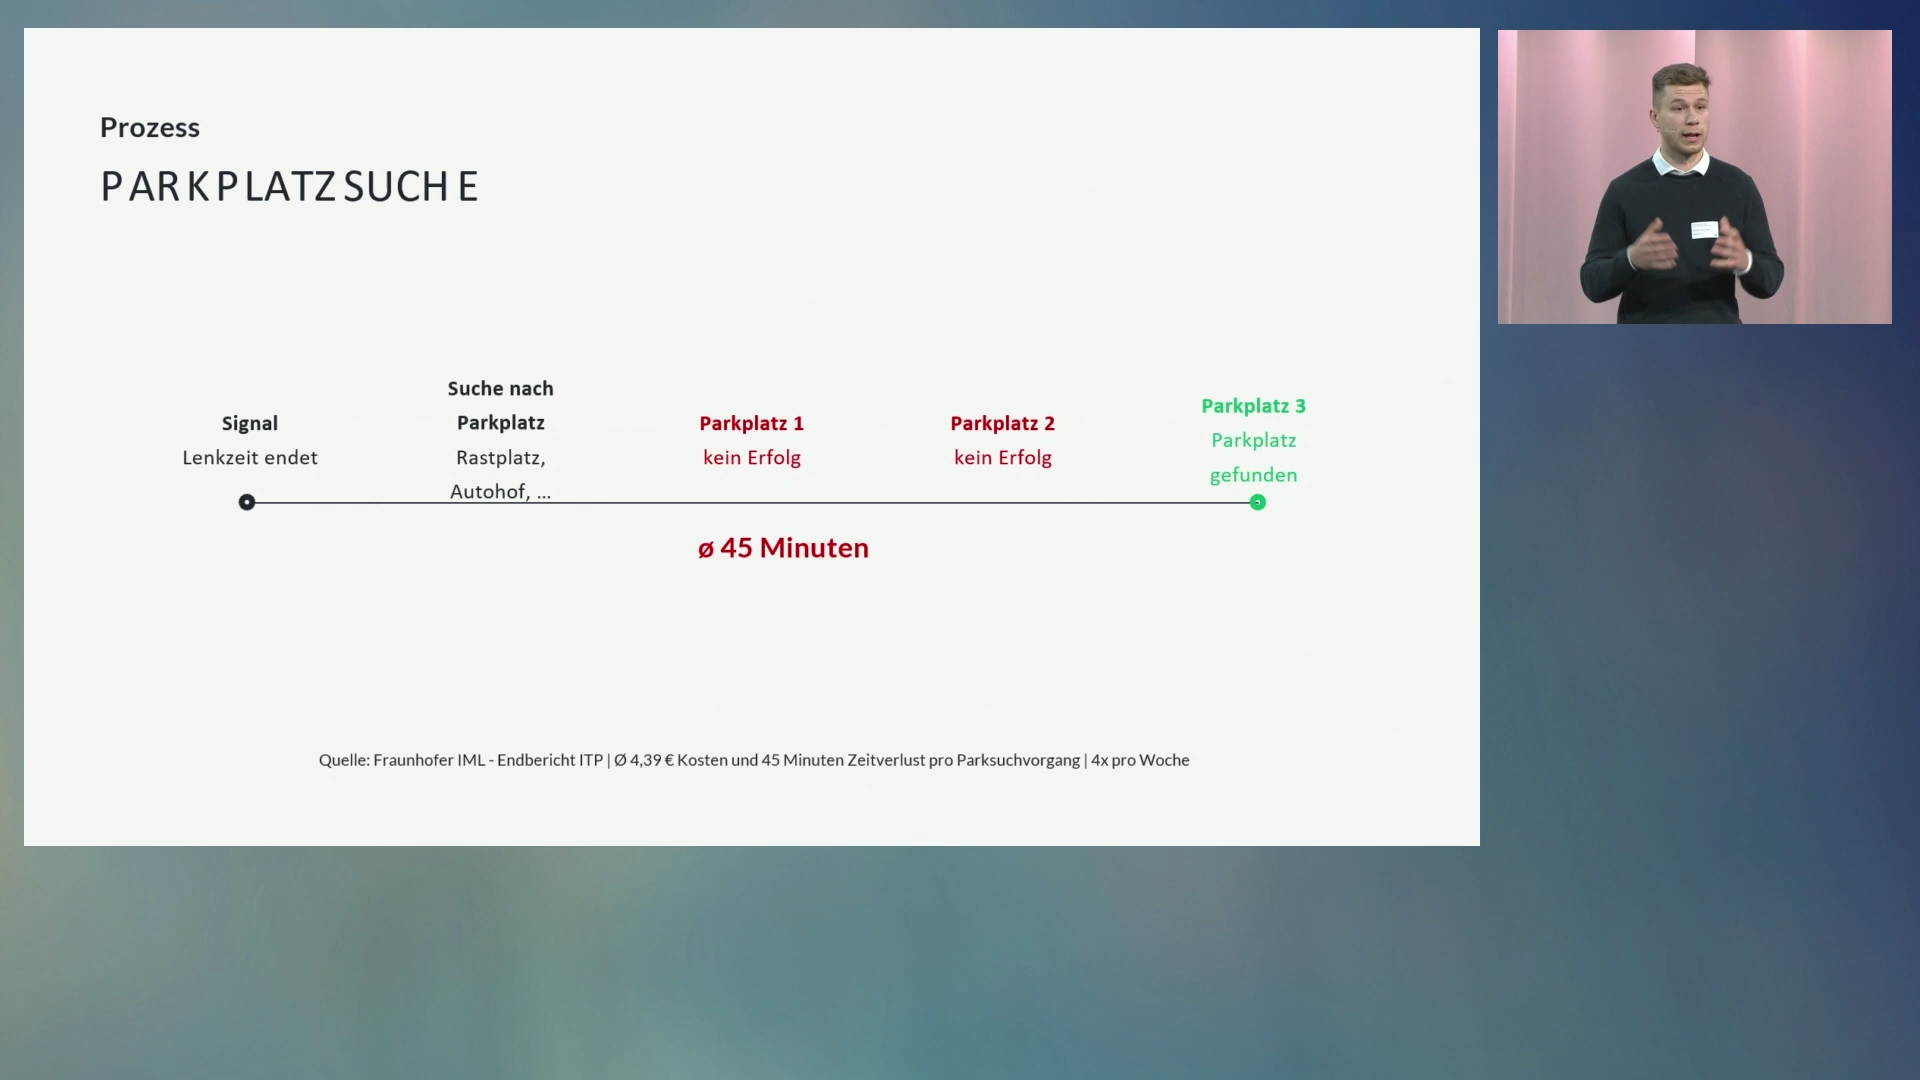 Prozess
PARKPLATZSUCHE
Signal
Lenkzeit endet
Suche nach
Parkplatz
Rastplatz,
Autohof, ...
Parkplatz 1
kein Erfolg
Parkplatz 2
kein Erfolg
Parkplatz 3
Parkplatz
gefunden
ø 45 Minuten
Quelle: Fraunhofer IML - Endbericht ITP | Ø 4,39 € Kosten und 45 Minuten Zeitverlust pro Parksuchvorgang | 4x pro Woche